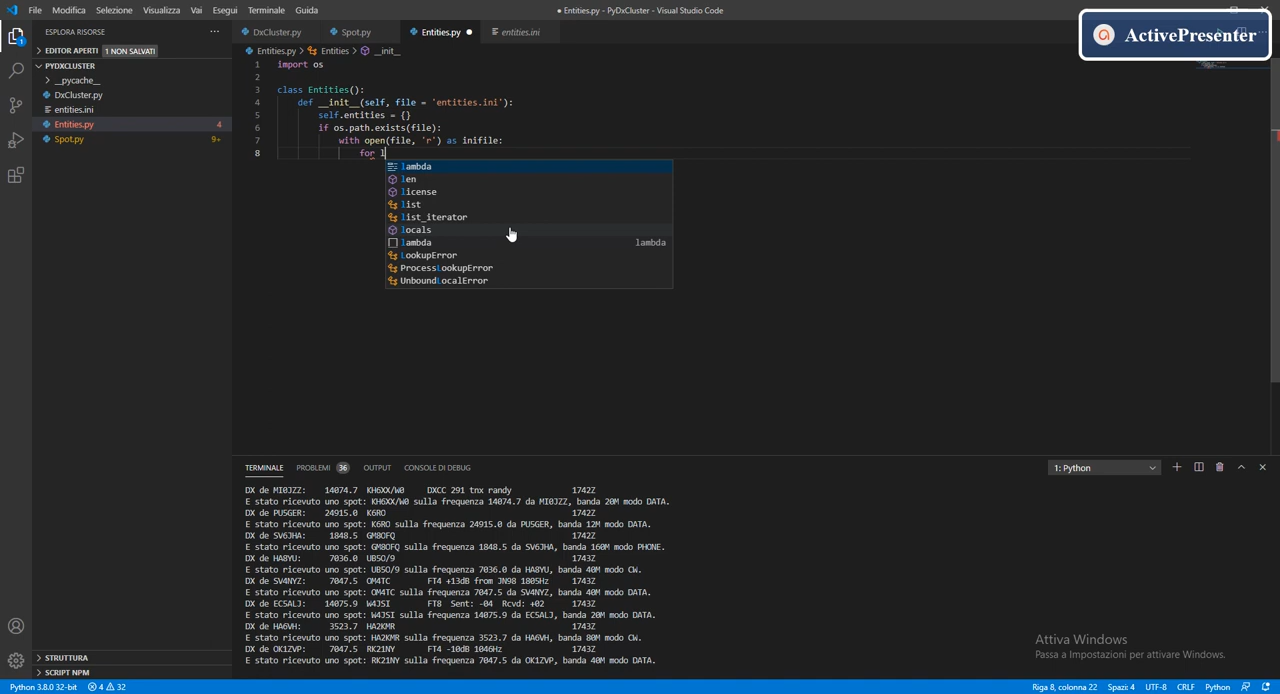 File Modifica Selezione Visualizza Vai Esegui Terminale Guida
● Entities.py - PyDxCluster - Visual Studio Code
ActivePresenter
ESPLORA RISORSE ...
EDITOR APERTI 1 NON SALVATI
PYDXCLUSTER
__pycache__
DxCluster.py
entities.ini
Entities.py 4
Spot.py 9+
STRUTTURA
SCRIPT NPM
1
DxCluster.py Spot.py Entities.py ● entities.ini
Entities.py > Entities > __init__
1 import os
2
3 class Entities():
4 def __init__(self, file = 'entities.ini'):
5 self.entities = {}
6 if os.path.exists(file):
7 with open(file, 'r') as inifile:
8 for l
lambda
len
license
list
list_iterator
locals
lambda lambda
LookupError
ProcessLookupError
UnboundLocalError
TERMINALE PROBLEMI 36 OUTPUT CONSOLE DI DEBUG 1: Python
DX de MI0JZZ: 14074.7 KH6XX/W0 DXCC 291 tnx randy 1742Z
E stato ricevuto uno spot: KH6XX/W0 sulla frequenza 14074.7 da MI0JZZ, banda 20M modo DATA.
DX de PU5GER: 24915.0 K6RO 1742Z
E stato ricevuto uno spot: K6RO sulla frequenza 24915.0 da PU5GER, banda 12M modo DATA.
DX de SV6JHA: 1848.5 GM8OFQ 1742Z
E stato ricevuto uno spot: GM8OFQ sulla frequenza 1848.5 da SV6JHA, banda 160M modo PHONE.
DX de HA8YU: 7036.0 UB5O/9 1743Z
E stato ricevuto uno spot: UB5O/9 sulla frequenza 7036.0 da HA8YU, banda 40M modo CW.
DX de SV4NYZ: 7047.5 OM4TC FT4 +13dB from JN98 1805Hz 1743Z
E stato ricevuto uno spot: OM4TC sulla frequenza 7047.5 da SV4NYZ, banda 40M modo DATA.
DX de EC5ALJ: 14075.9 W4JSI FT8 Sent: -04 Rcvd: +02 1743Z
E stato ricevuto uno spot: W4JSI sulla frequenza 14075.9 da EC5ALJ, banda 20M modo DATA.
DX de HA6VH: 3523.7 HA2KMR 1743Z
E stato ricevuto uno spot: HA2KMR sulla frequenza 3523.7 da HA6VH, banda 80M modo CW.
DX de OK1ZVP: 7047.5 RK21NY FT4 -10dB 1046Hz 1743Z
E stato ricevuto uno spot: RK21NY sulla frequenza 7047.5 da OK1ZVP, banda 40M modo DATA.
Attiva Windows
Passa a Impostazioni per attivare Windows.
Python 3.8.0 32-bit 4 32 Riga 8, colonna 22 Spazi: 4 UTF-8 CRLF Python